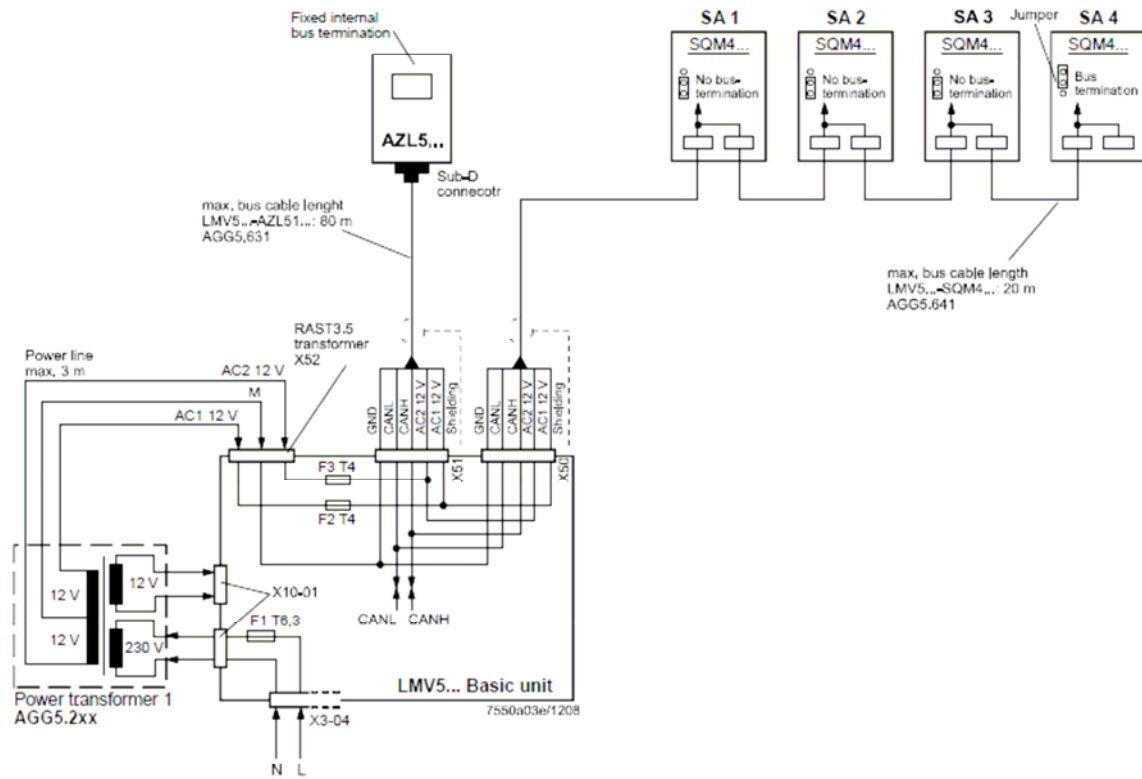 Fixed internal
bus termination
AZL5...
Sub-D
connecotr
max. bus cable lenght
LMV5...-AZL51...: 80 m
AGG5,631
SA 1
SQM4...
No bus-
termination
SA 2
SQM4...
No bus-
termination
SA 3
SQM4...
No bus-
termination
Jumper
SA 4
SQM4...
Bus
termination
max, bus cable length
LMV5...-SQM4...: 20 m
AGG5.641
RAST3.5
transformer
X52
Power line
max, 3 m
AC2 12 V
M
AC1 12 V
GND
CANL
CANH
AC2 12 V
AC1 12 V
Shielding
X51
GND
CANL
CANH
AC2 12 V
AC1 12 V
Shielding
X50
F3 T4
F2 T4
12 V
12 V
12 V
230 V
X10-01
F1 T6,3
CANL
CANH
LMV5... Basic unit
7550a03e/1208
X3-04
Power transformer 1
AGG5.2xx
N
L